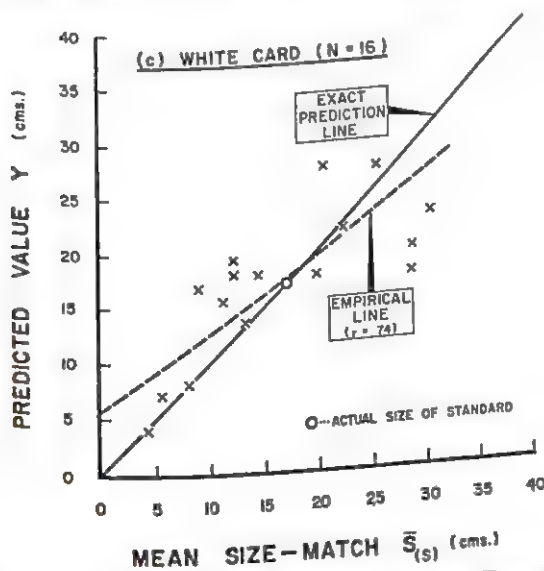 (c) WHITE CARD (N = 16)
EXACT
PREDICTION
LINE
EMPIRICAL
LINE
(r = 74)
O--ACTUAL SIZE OF STANDARD
PREDICTED VALUE Y (cms.)
40
35
30
25
20
15
10
5
0
0 5 10 15 20 25 30 35 40
MEAN SIZE-MATCH S̄(S) (cms.)